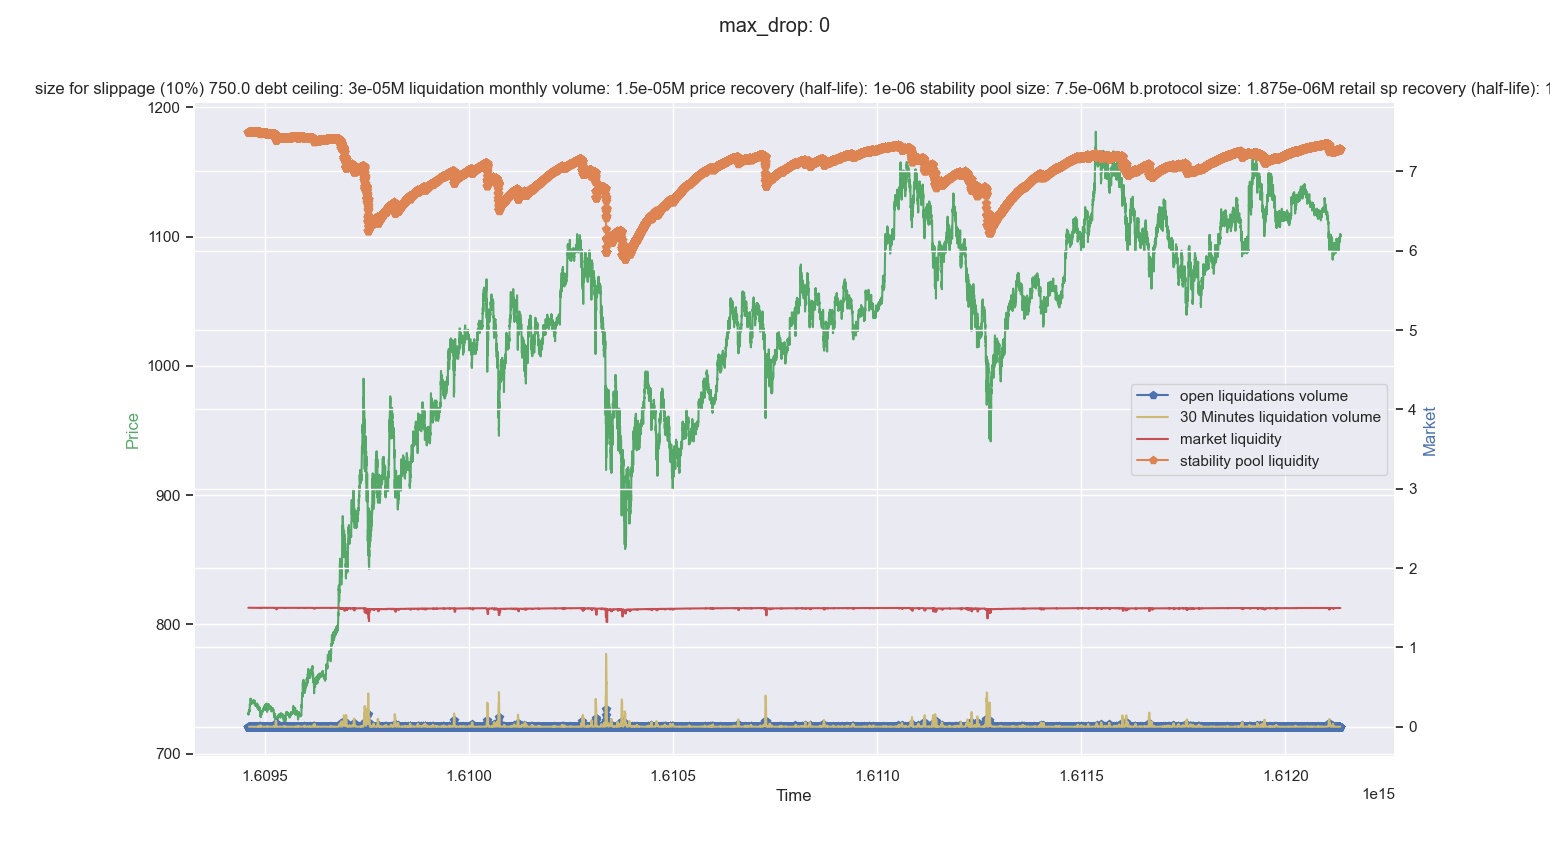 max_drop: 0
size for slippage (10%) 750.0 debt ceiling: 3e-05M liquidation monthly volume: 1.5e-05M price recovery (half-life): 1e-06 stability pool size: 7.5e-06M b.protocol size: 1.875e-06M retail sp recovery (half-life): 1
1200
1100
1000
900
800
700
Price
7
6
5
4
3
2
1
0
Market
open liquidations volume
30 Minutes liquidation volume
market liquidity
stability pool liquidity
1.6095
1.6100
1.6105
1.6110
1.6115
1.6120
1e15
Time